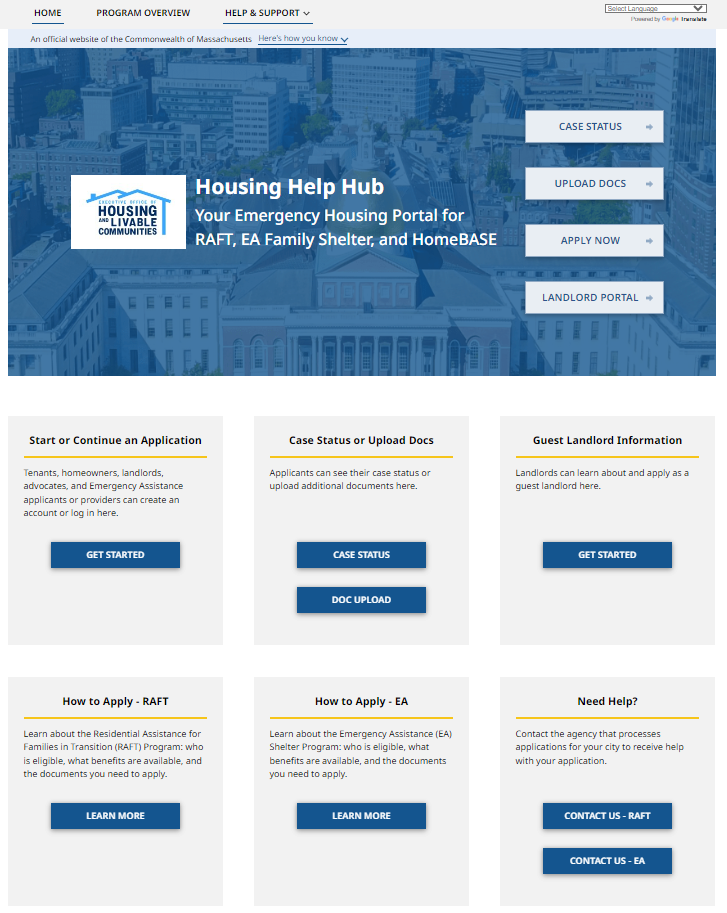 HOME
PROGRAM OVERVIEW
HELP & SUPPORT
Select Language
Powered by Google Translate
An official website of the Commonwealth of Massachusetts
Here's how you know
EXECUTIVE OFFICE OF
HOUSING
AND LIVABLE
COMMUNITIES
Housing Help Hub
Your Emergency Housing Portal for
RAFT, EA Family Shelter, and HomeBASE
CASE STATUS
UPLOAD DOCS
APPLY NOW
LANDLORD PORTAL
Start or Continue an Application
Tenants, homeowners, landlords,
advocates, and Emergency Assistance
applicants or providers can create an
account or log in here.
GET STARTED
Case Status or Upload Docs
Applicants can see their case status or
upload additional documents here.
CASE STATUS
DOC UPLOAD
Guest Landlord Information
Landlords can learn about and apply as a
guest landlord here.
GET STARTED
How to Apply - RAFT
Learn about the Residential Assistance for
Families in Transition (RAFT) Program: who
is eligible, what benefits are available, and
the documents you need to apply.
LEARN MORE
How to Apply - EA
Learn about the Emergency Assistance (EA)
Shelter Program: who is eligible, what
benefits are available, and the documents
you need to apply.
LEARN MORE
Need Help?
Contact the agency that processes
applications for your city to receive help
with your application.
CONTACT US - RAFT
CONTACT US - EA